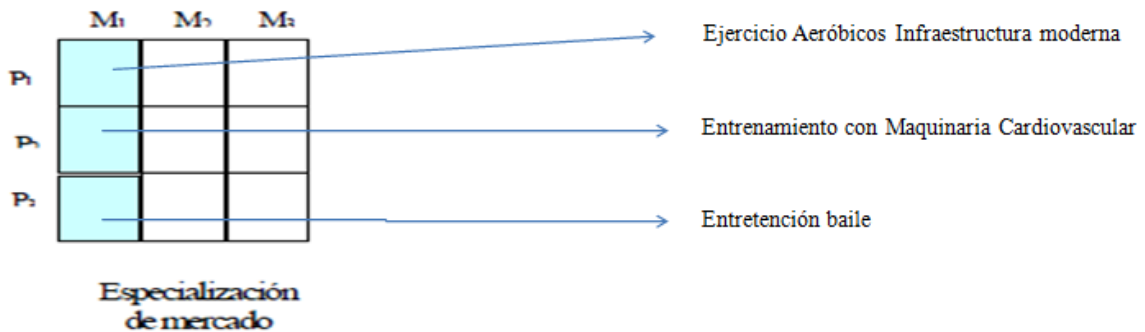 M₁ M₂ M₃
P₁
P₂
P₃
Ejercicio Aeróbicos Infraestructura moderna
Entrenamiento con Maquinaria Cardiovascular
Entretención baile
Especialización
de mercado